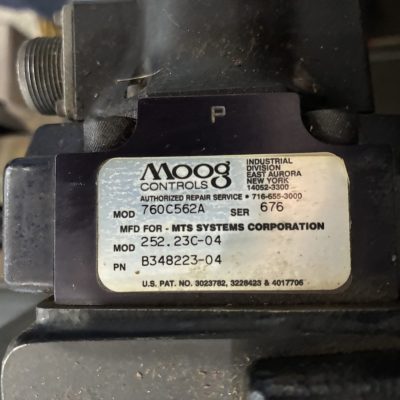 P
MOOG
CONTROLS
INDUSTRIAL
DIVISION
EAST AURORA
NEW YORK
14052-3300
AUTHORIZED REPAIR SERVICE • 716-655-3000
MOD 760C562A SER 676
MFD FOR - MTS SYSTEMS CORPORATION
MOD 252.23C-04
PN B348223-04
U.S. PAT. NO. 3023782, 3228423 & 4017706